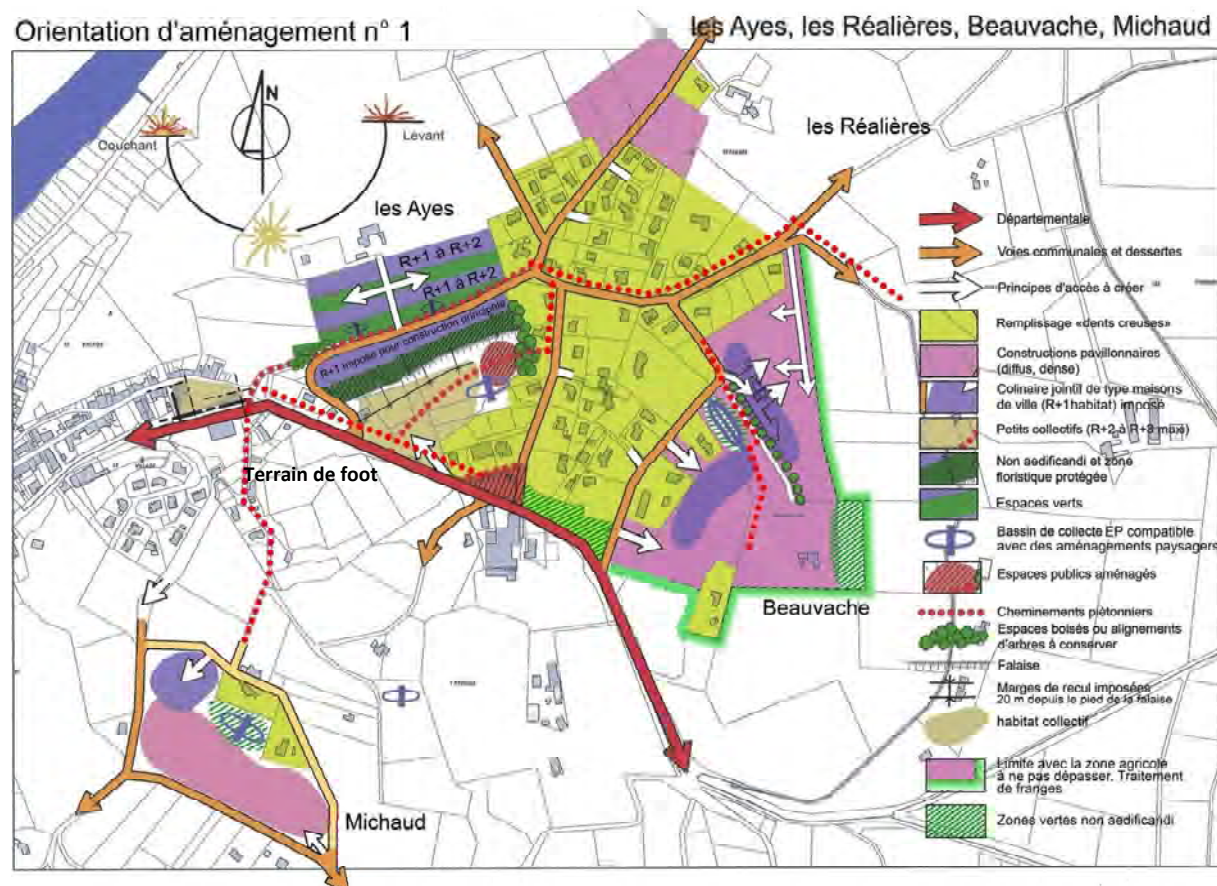 Orientation d'aménagement n° 1
les Ayes, les Réalières, Beauvache, Michaud
N
Couchant
Levant
les Ayes
les Réalières
R+1 à R+2
R+1 à R+2
R+1 imposé pour construction principale
Terrain de foot
Beauvache
Michaud
Départementale
Voies communales et dessertes
Principes d'accès à créer
Remplissage «dents creuses»
Constructions pavillonnaires
(diffus, dense)
Colinaire jointif de type maisons
de ville (R+1habitat) imposé
Petits collectifs (R+2 à R+3 maxi)
Non aedificandi et zone
floristique protégée
Espaces verts
Bassin de collecte EP compatible
avec des aménagements paysagers
Espaces publics aménagés
Cheminements piétonniers
Espaces boisés ou alignements
d'arbres à conserver
Falaise
Marges de recul imposées
20 m depuis le pied de la falaise
habitat collectif
Limite avec la zone agricole
à ne pas dépasser. Traitement
de franges
Zones vertes non aedificandi